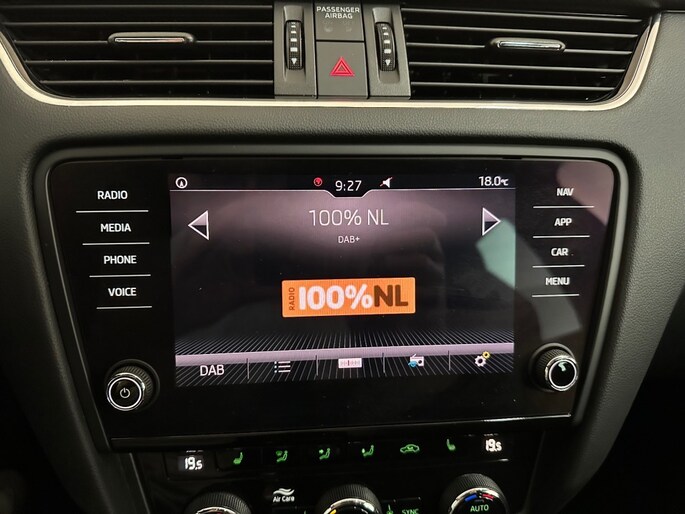 PASSENGER
AIRBAG
9:27
18.0°C
RADIO
MEDIA
PHONE
VOICE
100% NL
DAB+
RADIO 100%NL
NAV
APP
CAR
MENU
DAB
19.5
19.5
Air Care
SYNC
AUTO